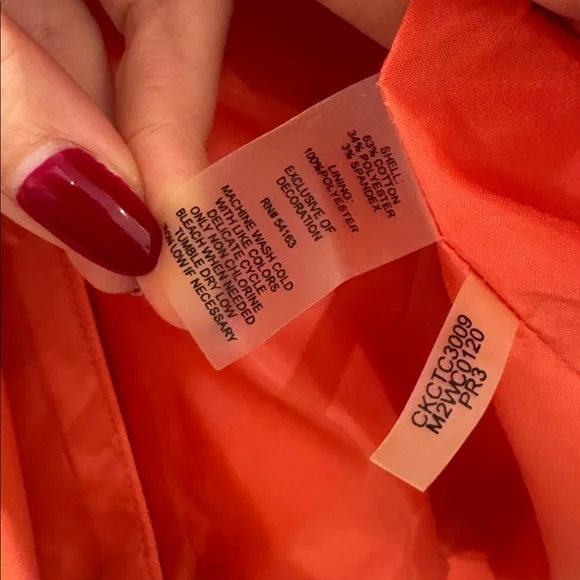 SHELL:
63% COTTON
34% POLYESTER
3% SPANDEX
LINING:
100%POLYESTER
EXCLUSIVE OF
DECORATION
RN# 54163
MACHINE WASH COLD
WITH LIKE COLORS
DELICATE CYCLE
ONLY NON CHLORINE
BLEACH WHEN NEEDED
TUMBLE DRY LOW
LOW IF NECESSARY
CKCTC3009
M2WC0120
PR3